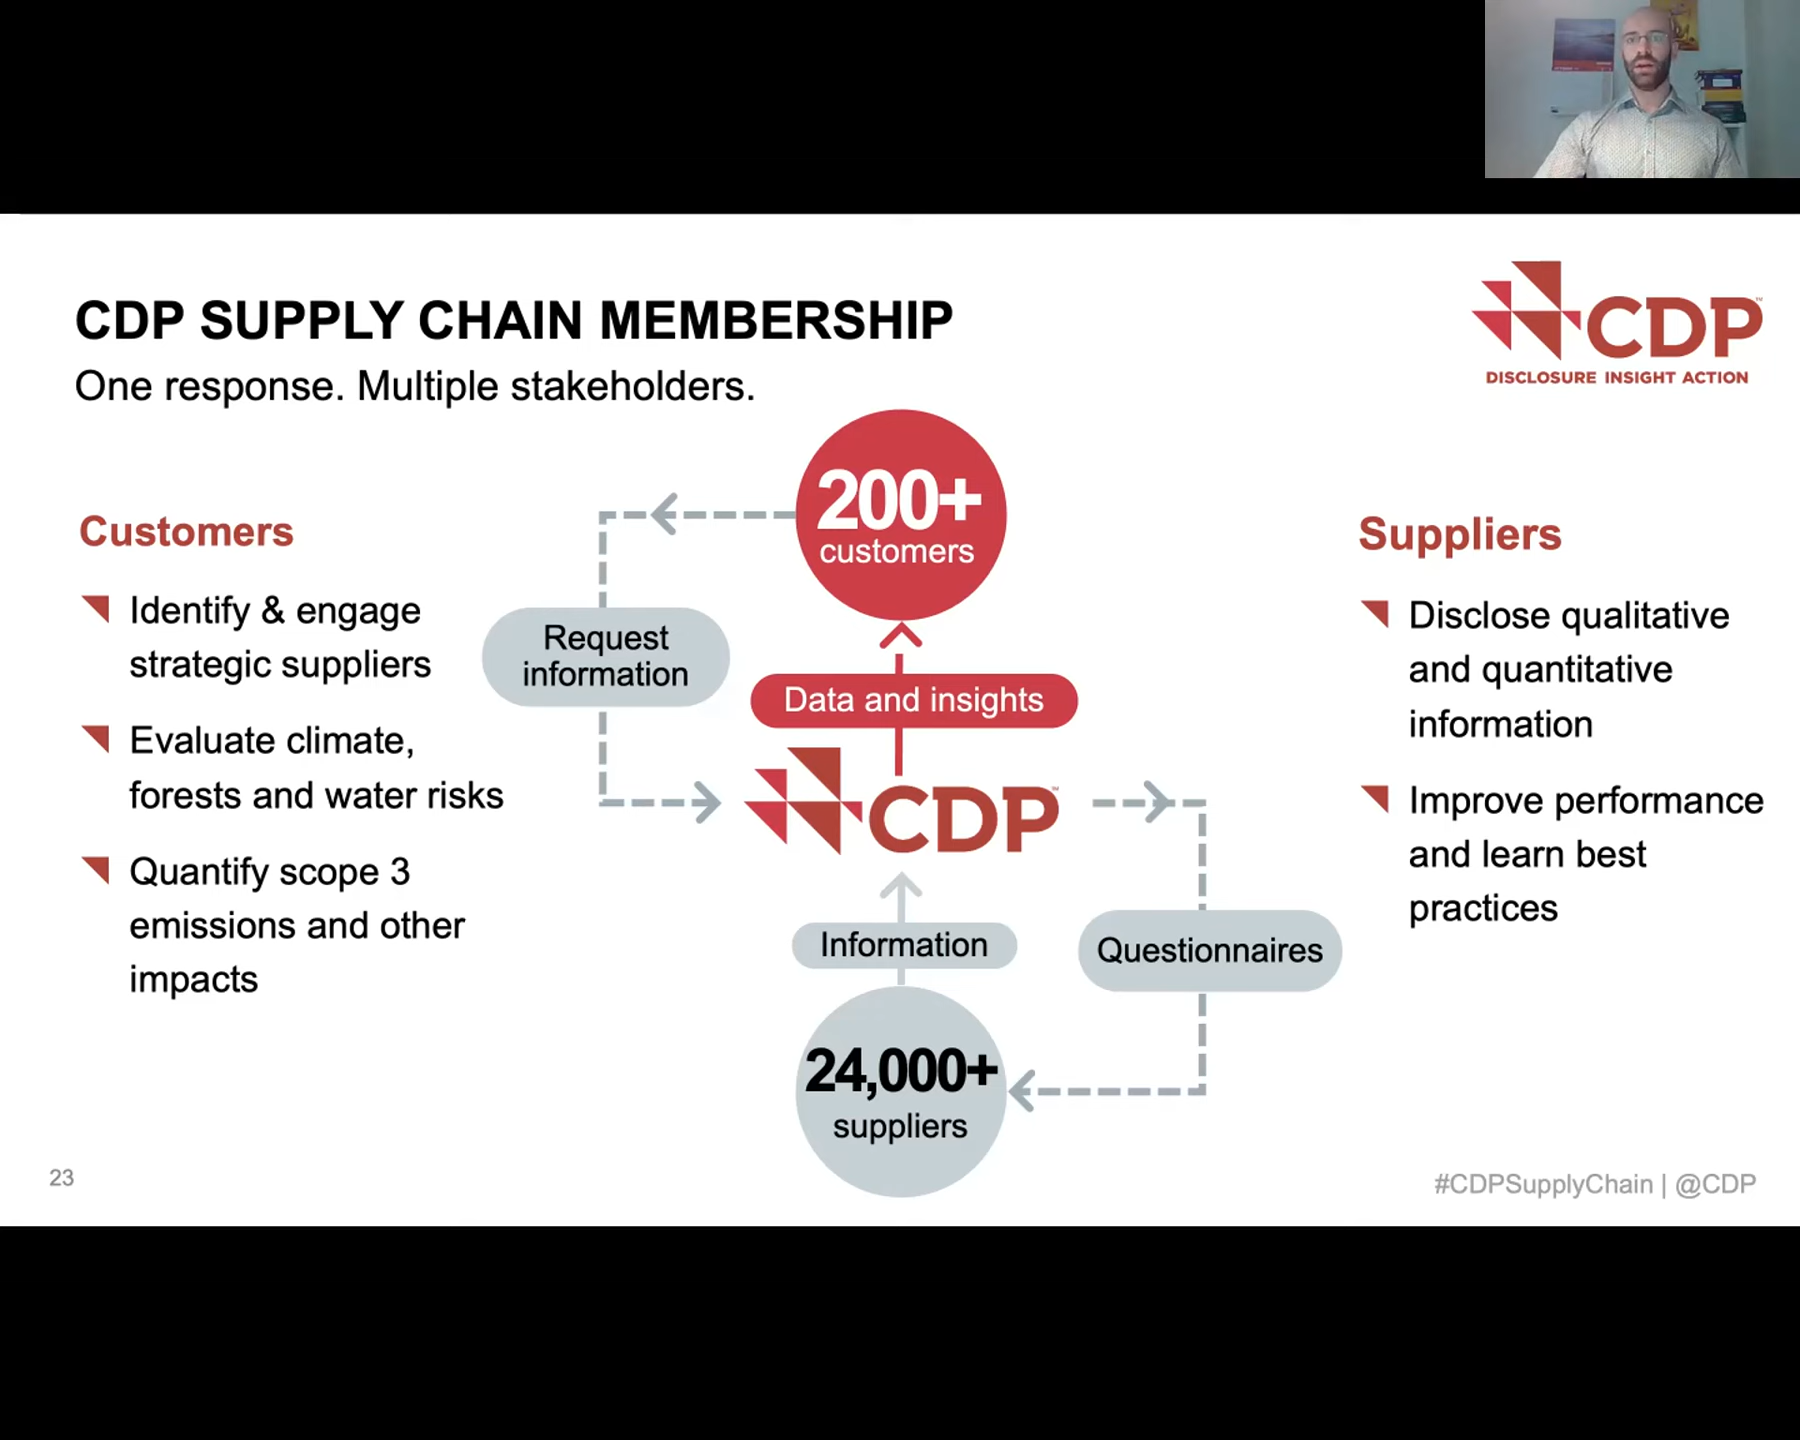 CDP SUPPLY CHAIN MEMBERSHIP
One response. Multiple stakeholders.
CDP™
DISCLOSURE INSIGHT ACTION
Customers
Identify & engage
strategic suppliers
Evaluate climate,
forests and water risks
Quantify scope 3
emissions and other
impacts
200+
customers
Request
information
Data and insights
CDP™
Information
Questionnaires
24,000+
suppliers
Suppliers
Disclose qualitative
and quantitative
information
Improve performance
and learn best
practices
23
#CDPSupplyChain | @CDP